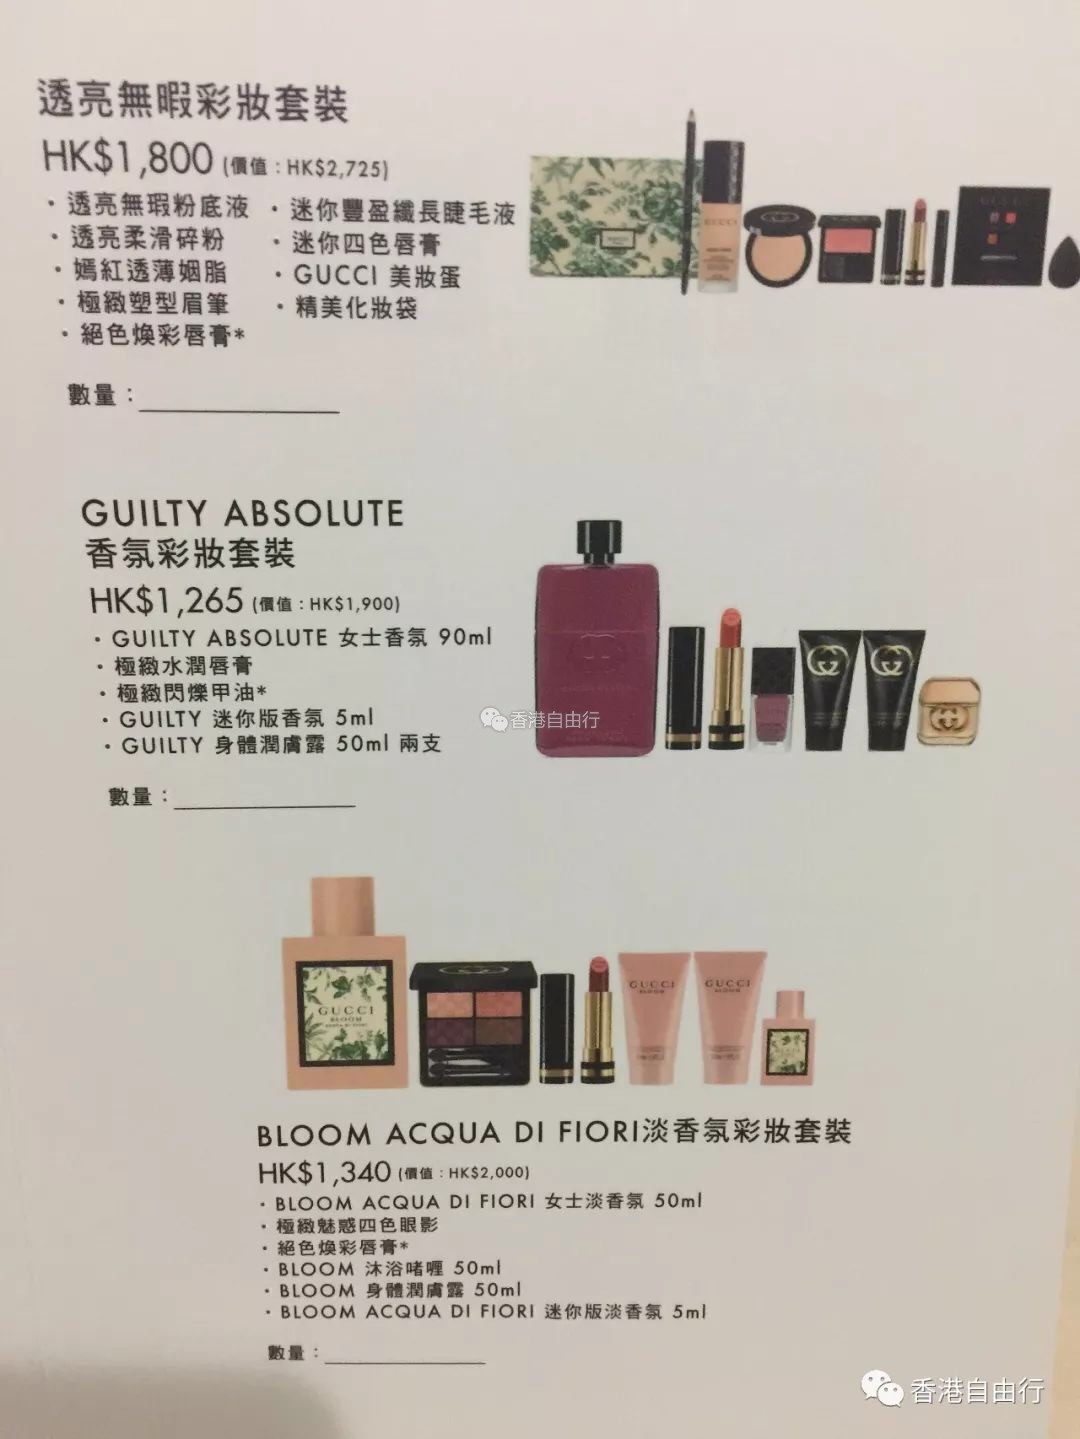 透亮無暇彩妝套裝
HK$1,800 (價值：HK$2,725)
· 透亮無瑕粉底液
· 透亮柔滑碎粉
· 嫣紅透薄姻脂
· 極緻塑型眉筆
· 絕色煥彩唇膏*
· 迷你豐盈纖長睫毛液
· 迷你四色唇膏
· GUCCI 美妝蛋
· 精美化妝袋
數量：
GUCCI
GUCCI
GUILTY ABSOLUTE
香氛彩妝套裝
HK$1,265 (價值：HK$1,900)
· GUILTY ABSOLUTE 女士香氛 90ml
· 極緻水潤唇膏
· 極緻閃爍甲油*
· GUILTY 迷你版香氛 5ml
· GUILTY 身體潤膚露 50ml 兩支
數量：
香港自由行
GUCCI
BLOOM
ACQUA DI FIORI
GUCCI
BLOOM
GUCCI
BLOOM
BLOOM ACQUA DI FIORI淡香氛彩妝套裝
HK$1,340 (價值：HK$2,000)
· BLOOM ACQUA DI FIORI 女士淡香氛 50ml
· 極緻魅惑四色眼影
· 絕色煥彩唇膏*
· BLOOM 沐浴啫喱 50ml
· BLOOM 身體潤膚露 50ml
· BLOOM ACQUA DI FIORI 迷你版淡香氛 5ml
數量：
香港自由行